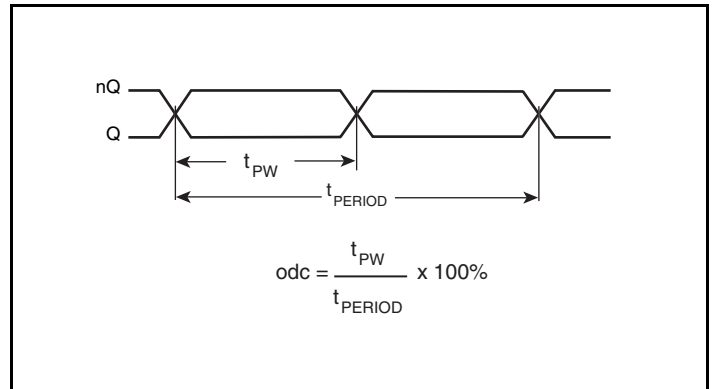 nQ
Q
tPW
tPERIOD
odc = tPW / tPERIOD x 100%